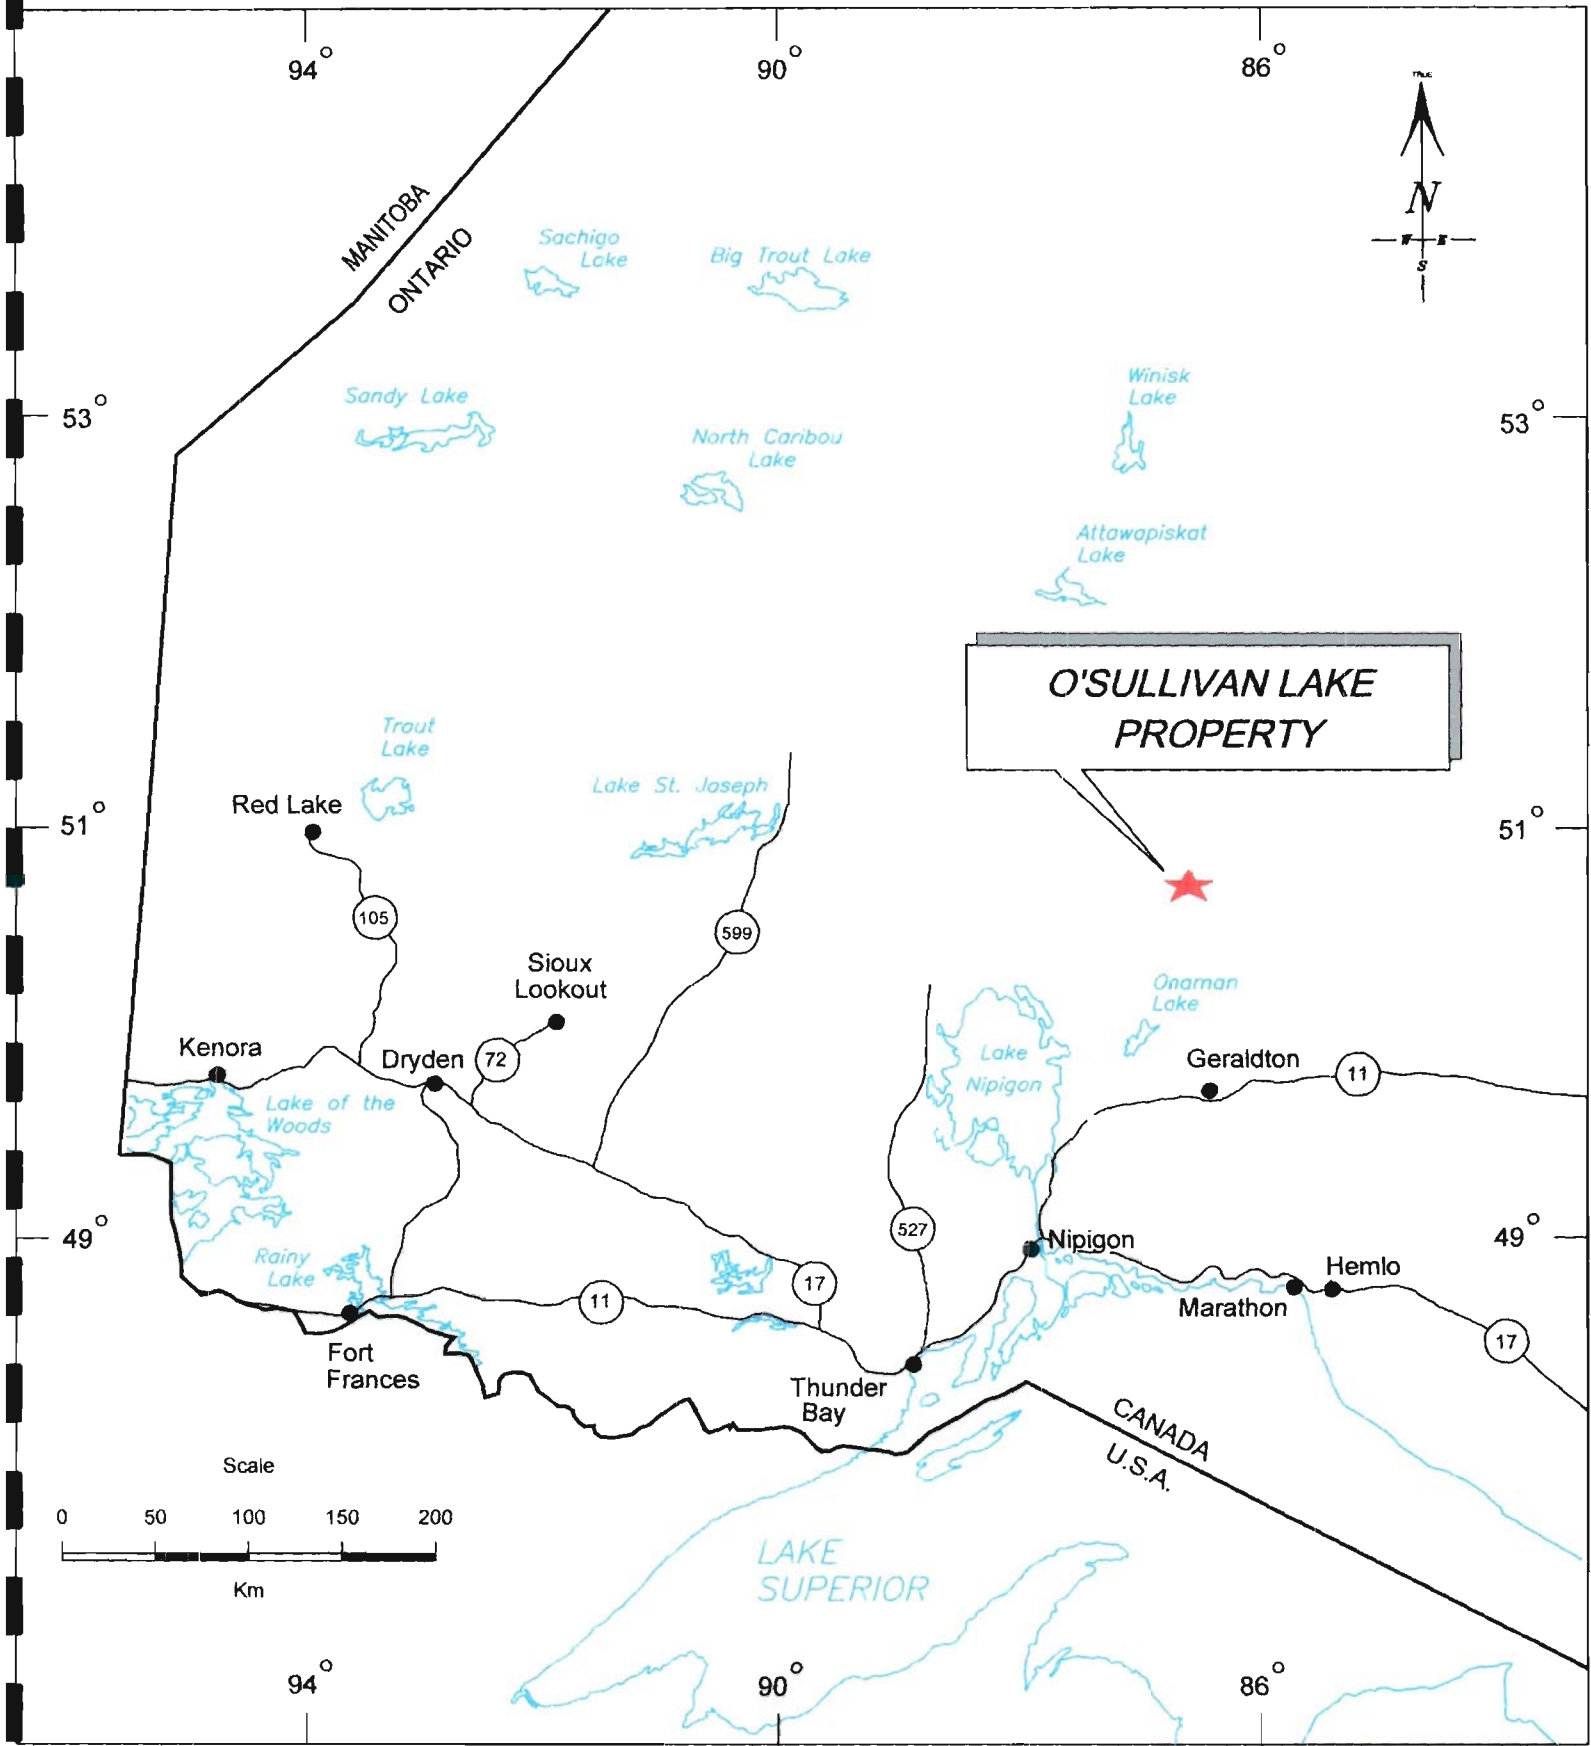 94°
90°
86°
TRUE
N
W E
S
MANITOBA
ONTARIO
Sachigo
Lake
Big Trout Lake
Winisk
Lake
Sandy Lake
53°
53°
North Caribou
Lake
Attawapiskat
Lake
O'SULLIVAN LAKE
PROPERTY
Trout
Lake
Lake St. Joseph
Red Lake
51°
51°
105
599
Sioux
Lookout
Onaman
Lake
Kenora
Dryden
72
Lake
Nipigon
Geraldton
11
Lake of the
Woods
49°
49°
527
Nipigon
Rainy
Lake
Hemlo
17
11
Marathon
17
Fort
Frances
Thunder
Bay
CANADA
U.S.A.
Scale
0 50 100 150 200
Km
LAKE
SUPERIOR
94°
90°
86°